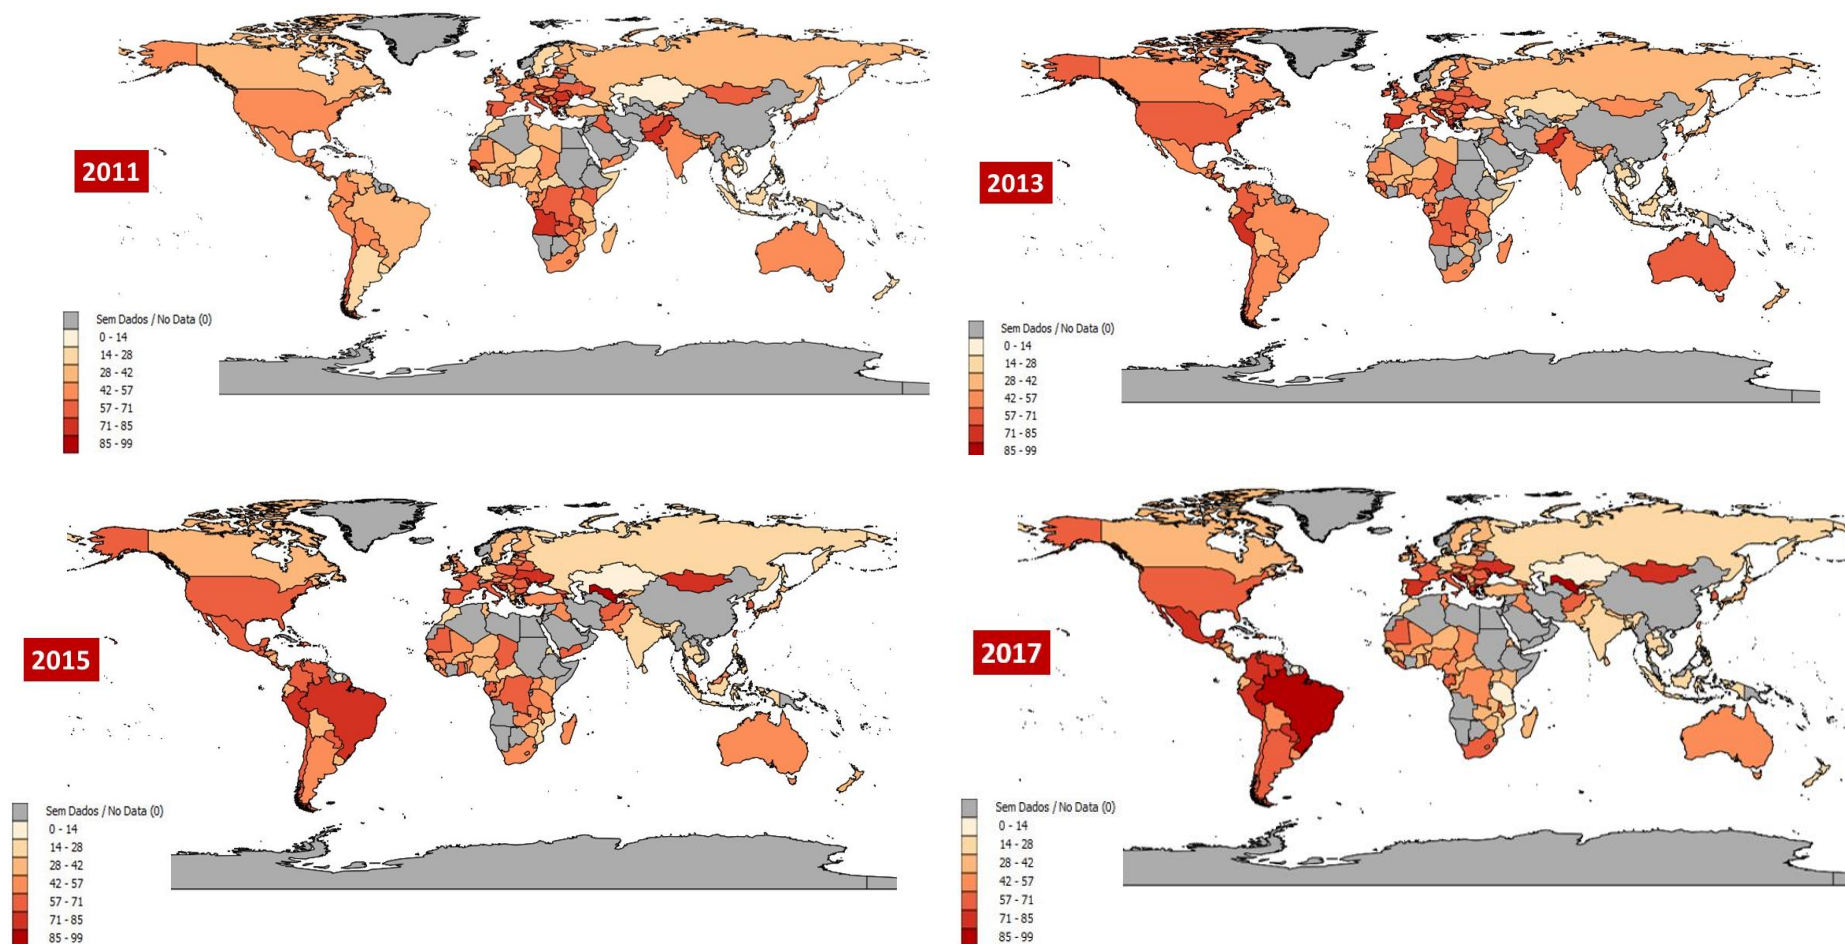 2011
Sem Dados / No Data (0)
0 - 14
14 - 28
28 - 42
42 - 57
57 - 71
71 - 85
85 - 99
2013
Sem Dados / No Data (0)
0 - 14
14 - 28
28 - 42
42 - 57
57 - 71
71 - 85
85 - 99
2015
Sem Dados / No Data (0)
0 - 14
14 - 28
28 - 42
42 - 57
57 - 71
71 - 85
85 - 99
2017
Sem Dados / No Data (0)
0 - 14
14 - 28
28 - 42
42 - 57
57 - 71
71 - 85
85 - 99